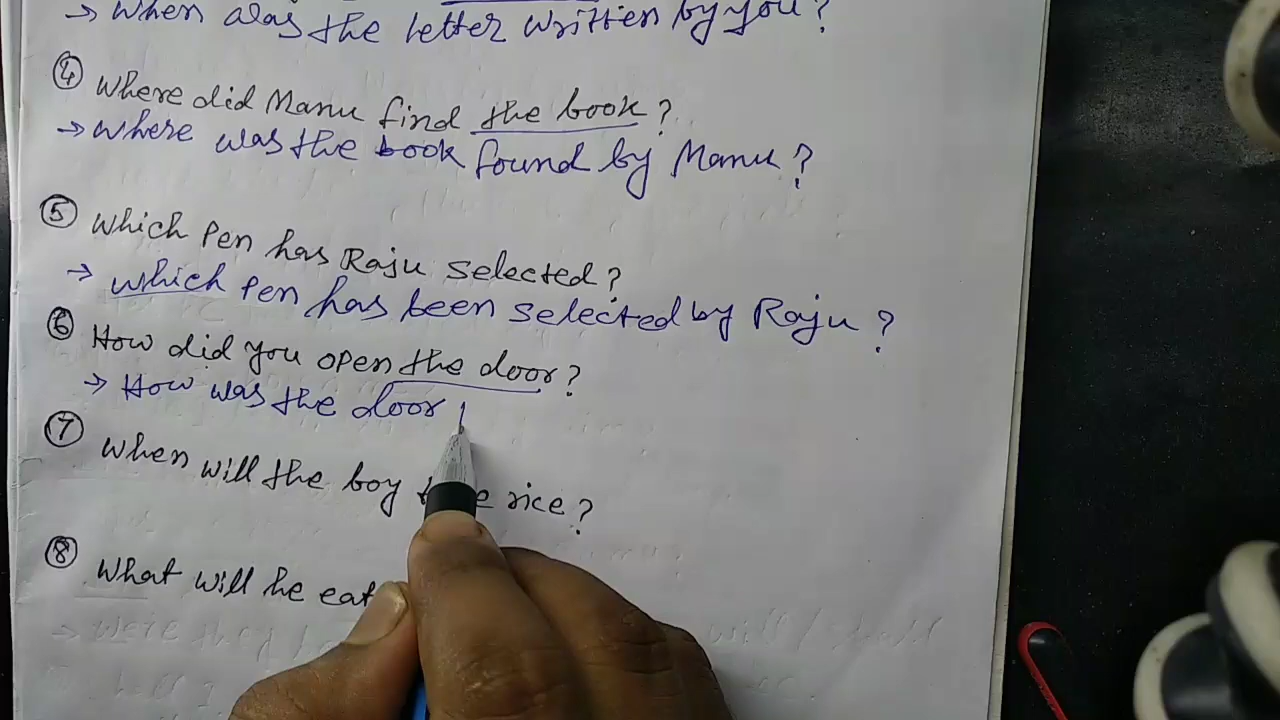 → When was the letter written by you?
④ Where did Manu find the book?
→ Where was the book found by Manu?
⑤ Which Pen has Raju selected?
→ Which Pen has been selected by Raju?
⑥ How did you open the door?
→ How was the door
⑦ When will the boy rice?
⑧ What will he eat